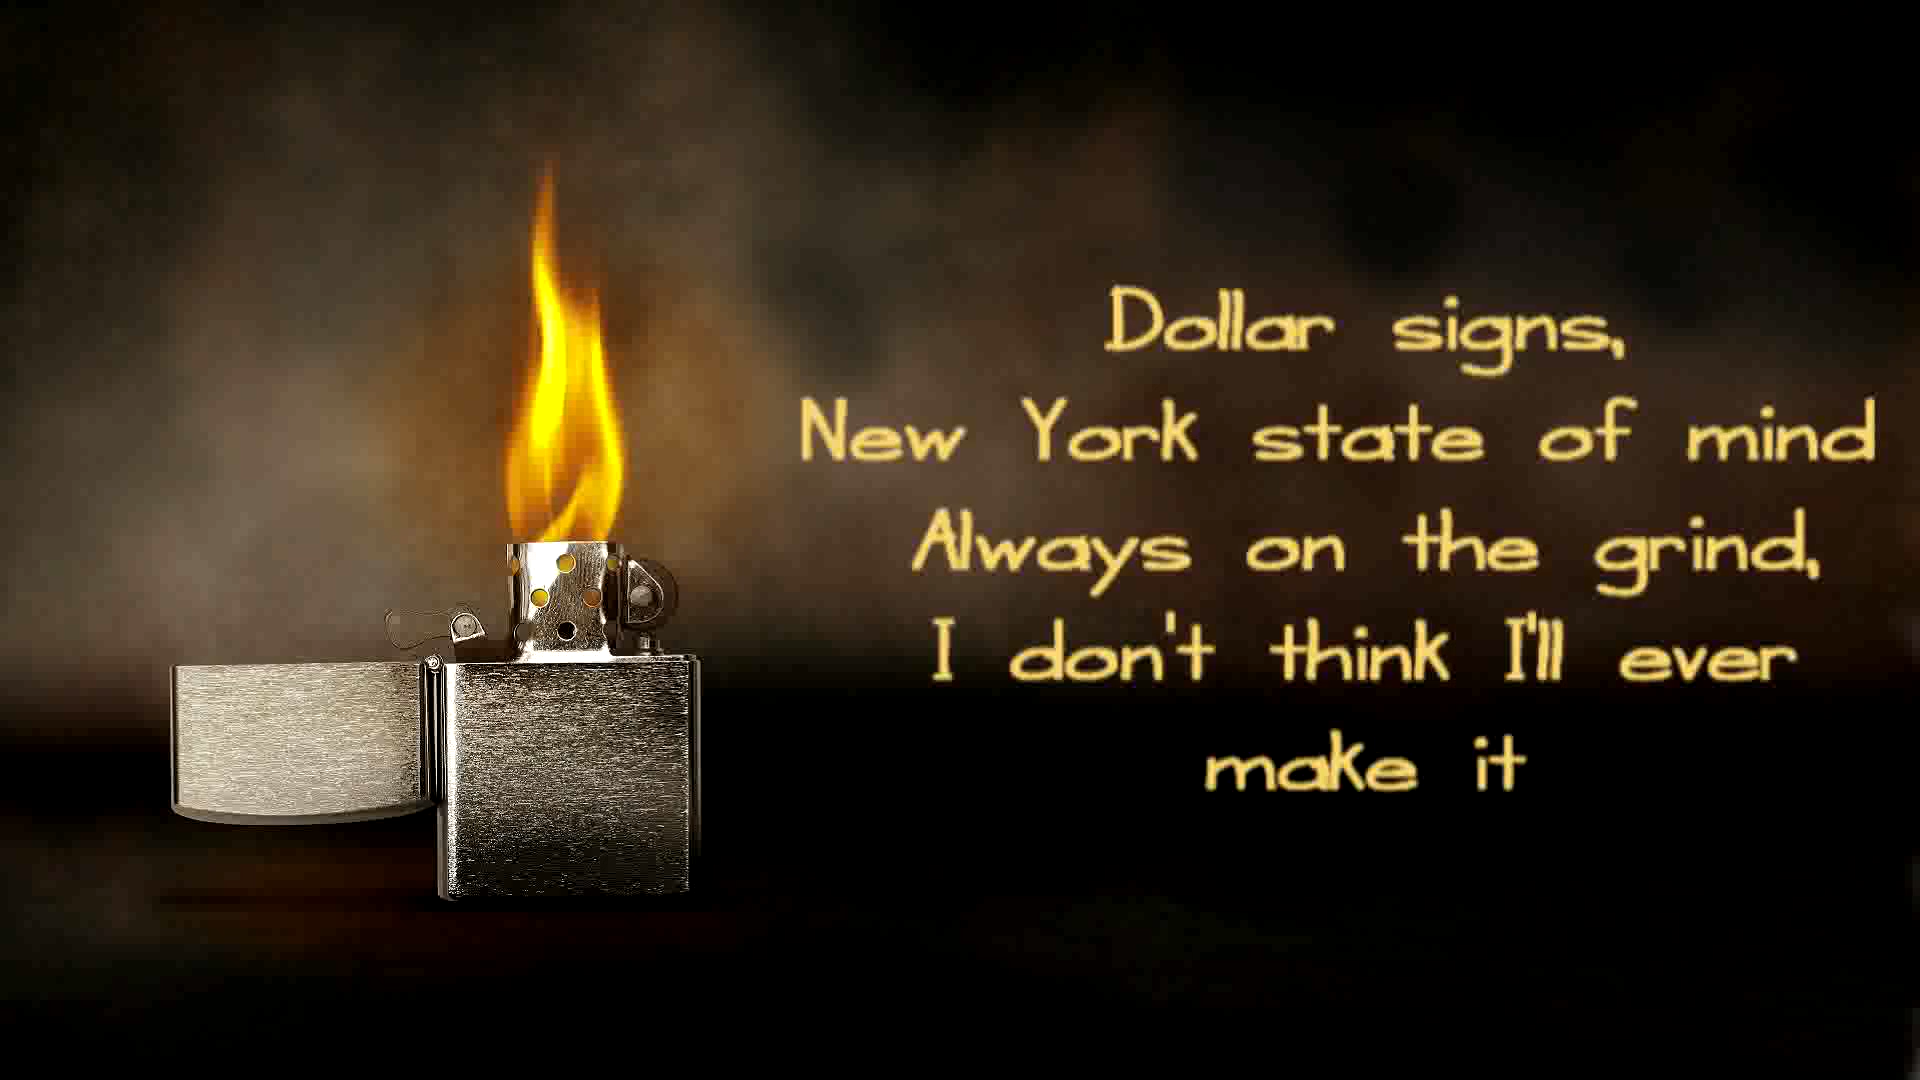 Dollar signs,
New York state of mind
Always on the grind,
I don't think I'll ever
make it